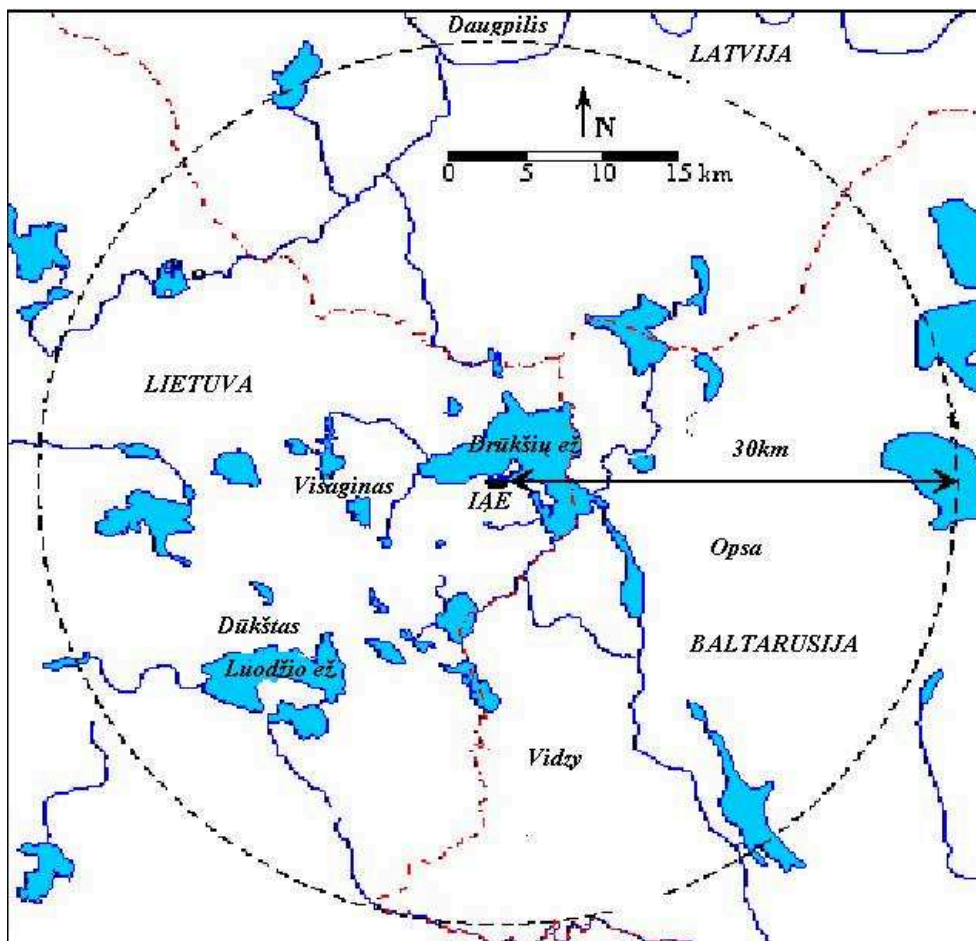 Daugpilis
LATVIJA
N
0 5 10 15 km
LIETUVA
Drūkšių ež
30km
Visaginas
IAE
Opsa
Dūkštas
BALTARUSIJA
Luodžio ež
Vidzy